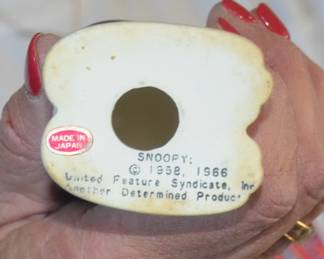 MADE IN
JAPAN
SNOOPY:
© 1958, 1966
United Feature Syndicate, Inc
Another Determined Product